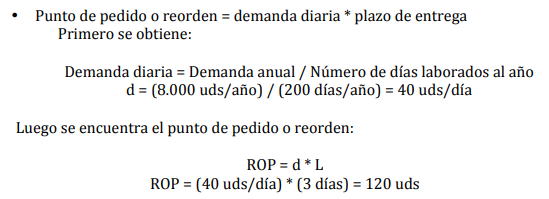 • Punto de pedido o reorden = demanda diaria * plazo de entrega
Primero se obtiene:
Demanda diaria = Demanda anual / Número de días laborados al año
d = (8.000 uds/año) / (200 días/año) = 40 uds/día
Luego se encuentra el punto de pedido o reorden:
ROP = d * L
ROP = (40 uds/día) * (3 días) = 120 uds